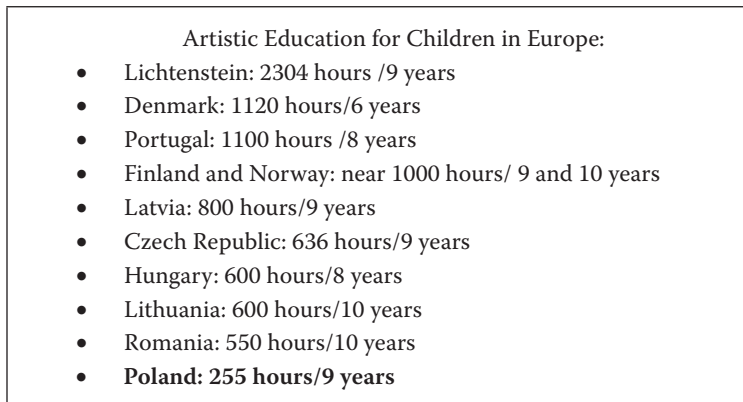 Artistic Education for Children in Europe:
• Lichtenstein: 2304 hours /9 years
• Denmark: 1120 hours/6 years
• Portugal: 1100 hours /8 years
• Finland and Norway: near 1000 hours/ 9 and 10 years
• Latvia: 800 hours/9 years
• Czech Republic: 636 hours/9 years
• Hungary: 600 hours/8 years
• Lithuania: 600 hours/10 years
• Romania: 550 hours/10 years
• Poland: 255 hours/9 years